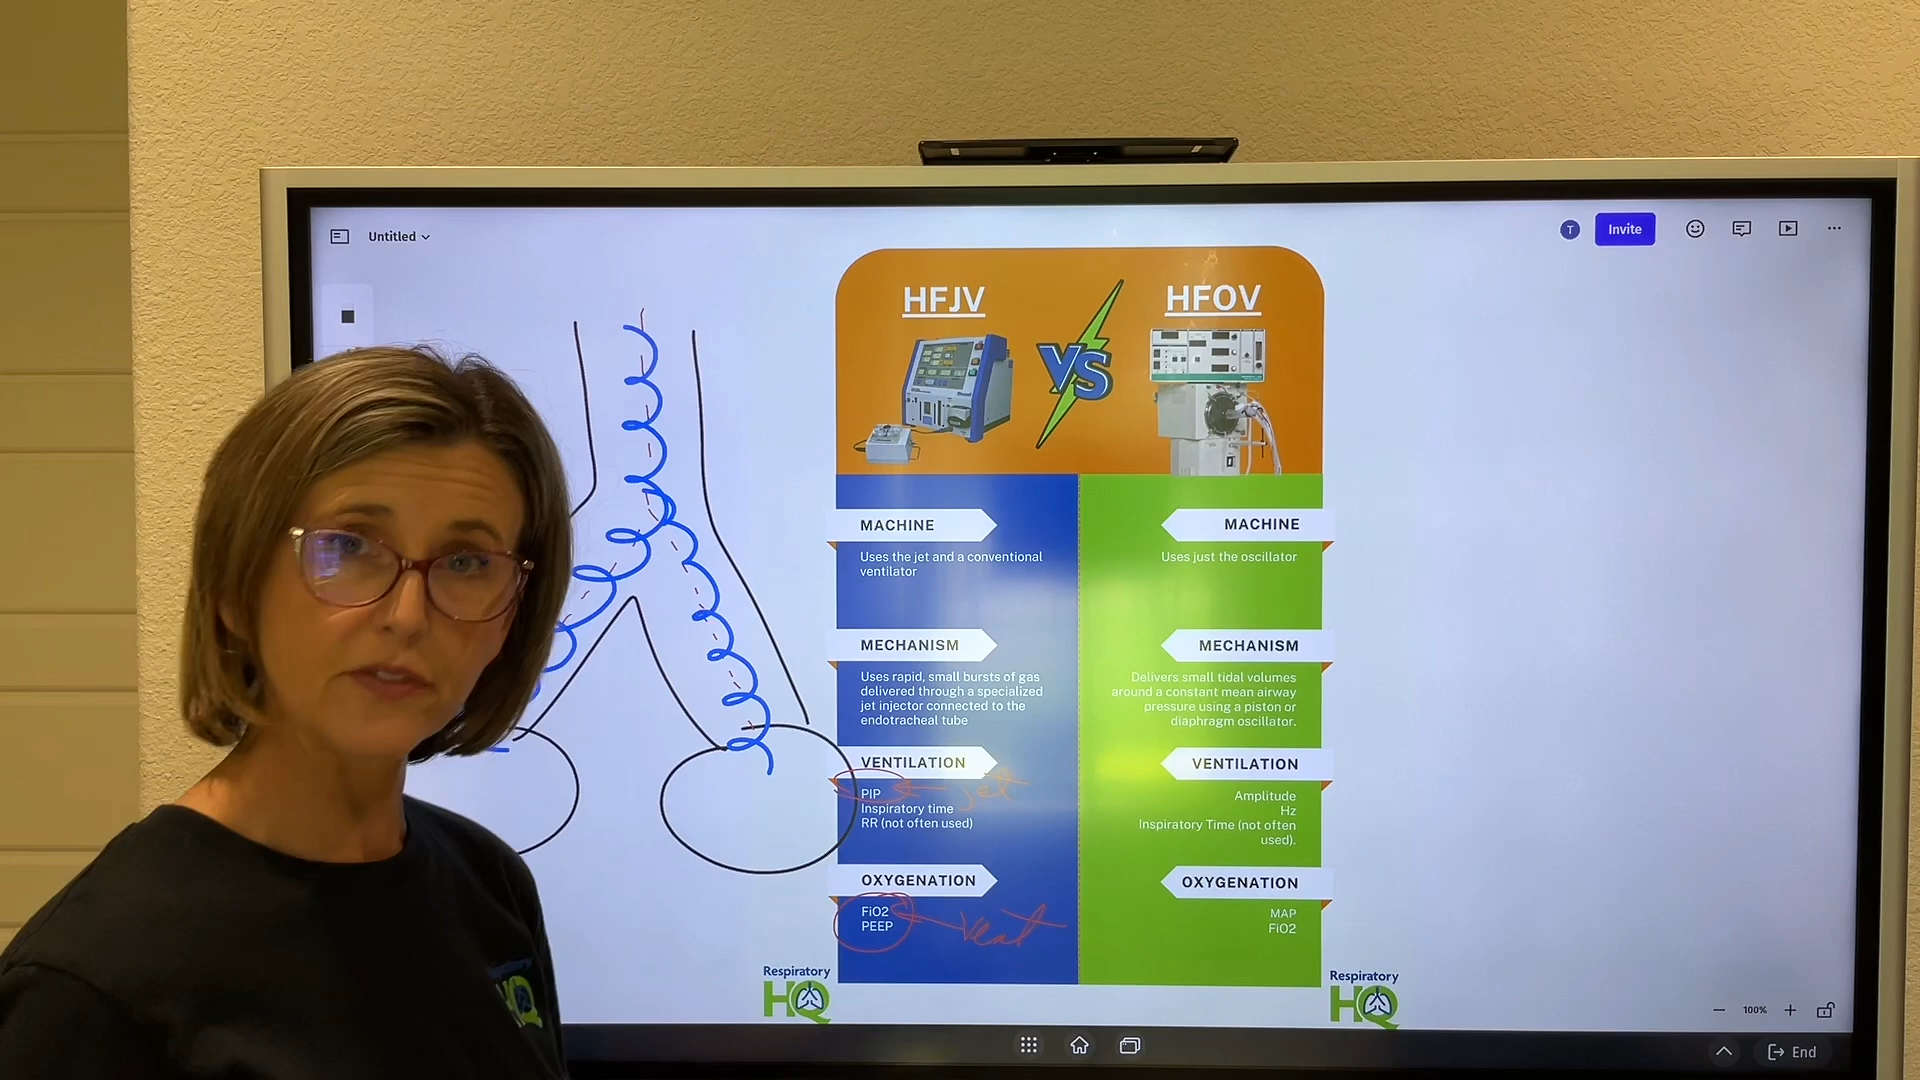 Untitled
T
Invite
HFJV
VS
HFOV
MACHINE
Uses the jet and a conventional
ventilator
MECHANISM
Uses rapid, small bursts of gas
delivered through a specialized
jet injector connected to the
endotracheal tube
VENTILATION
PIP
jet
Inspiratory time
RR (not often used)
OXYGENATION
FiO2
PEEP
Vent
MACHINE
Uses just the oscillator
MECHANISM
Delivers small tidal volumes
around a constant mean airway
pressure using a piston or
diaphragm oscillator.
VENTILATION
Amplitude
Hz
Inspiratory Time (not often
used).
OXYGENATION
MAP
FiO2
Respiratory
HQ
Respiratory
HQ
Respiratory
HQ
100%
End